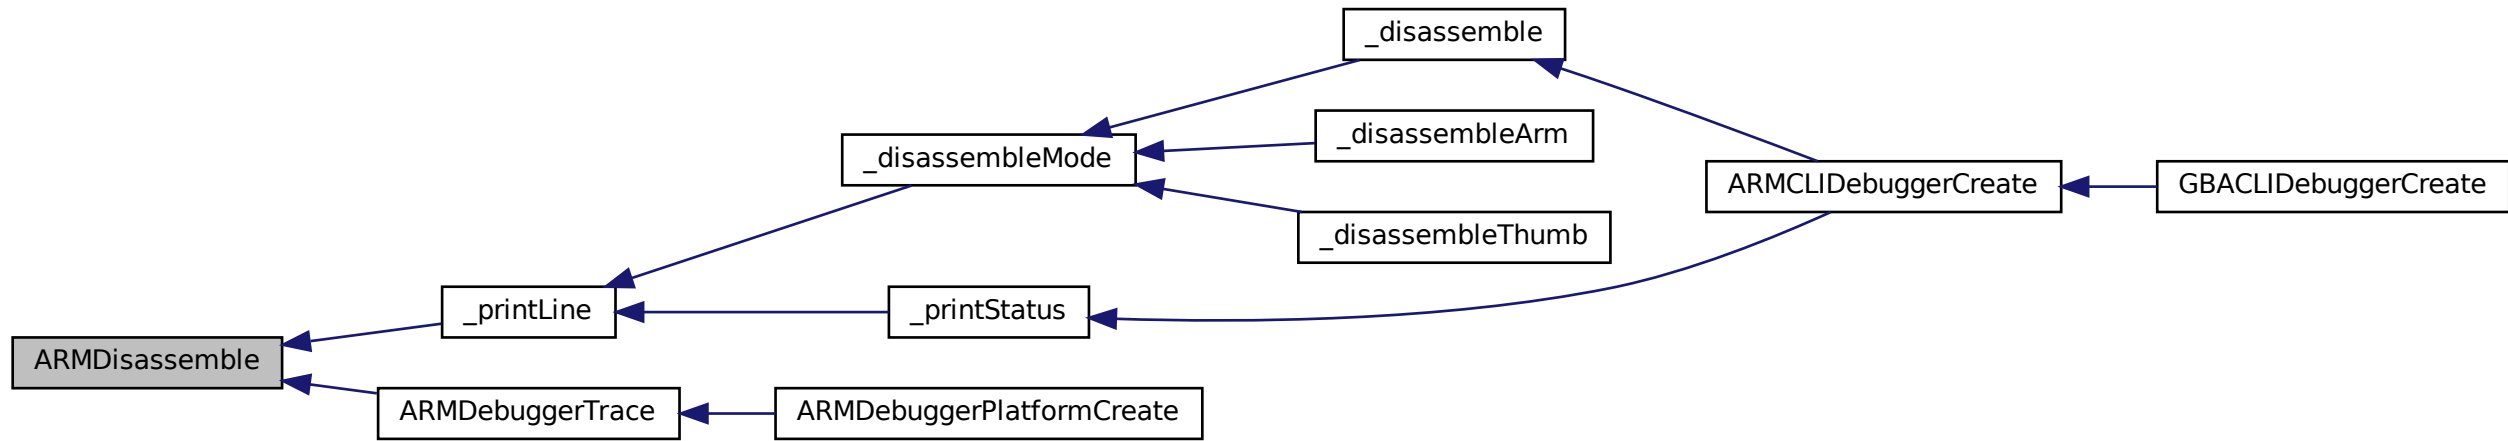 _disassemble
_disassembleArm
_disassembleMode
ARMCLIDebuggerCreate
GBACLIDebuggerCreate
_disassembleThumb
_printLine
_printStatus
ARMDisassemble
ARMDebuggerTrace
ARMDebuggerPlatformCreate